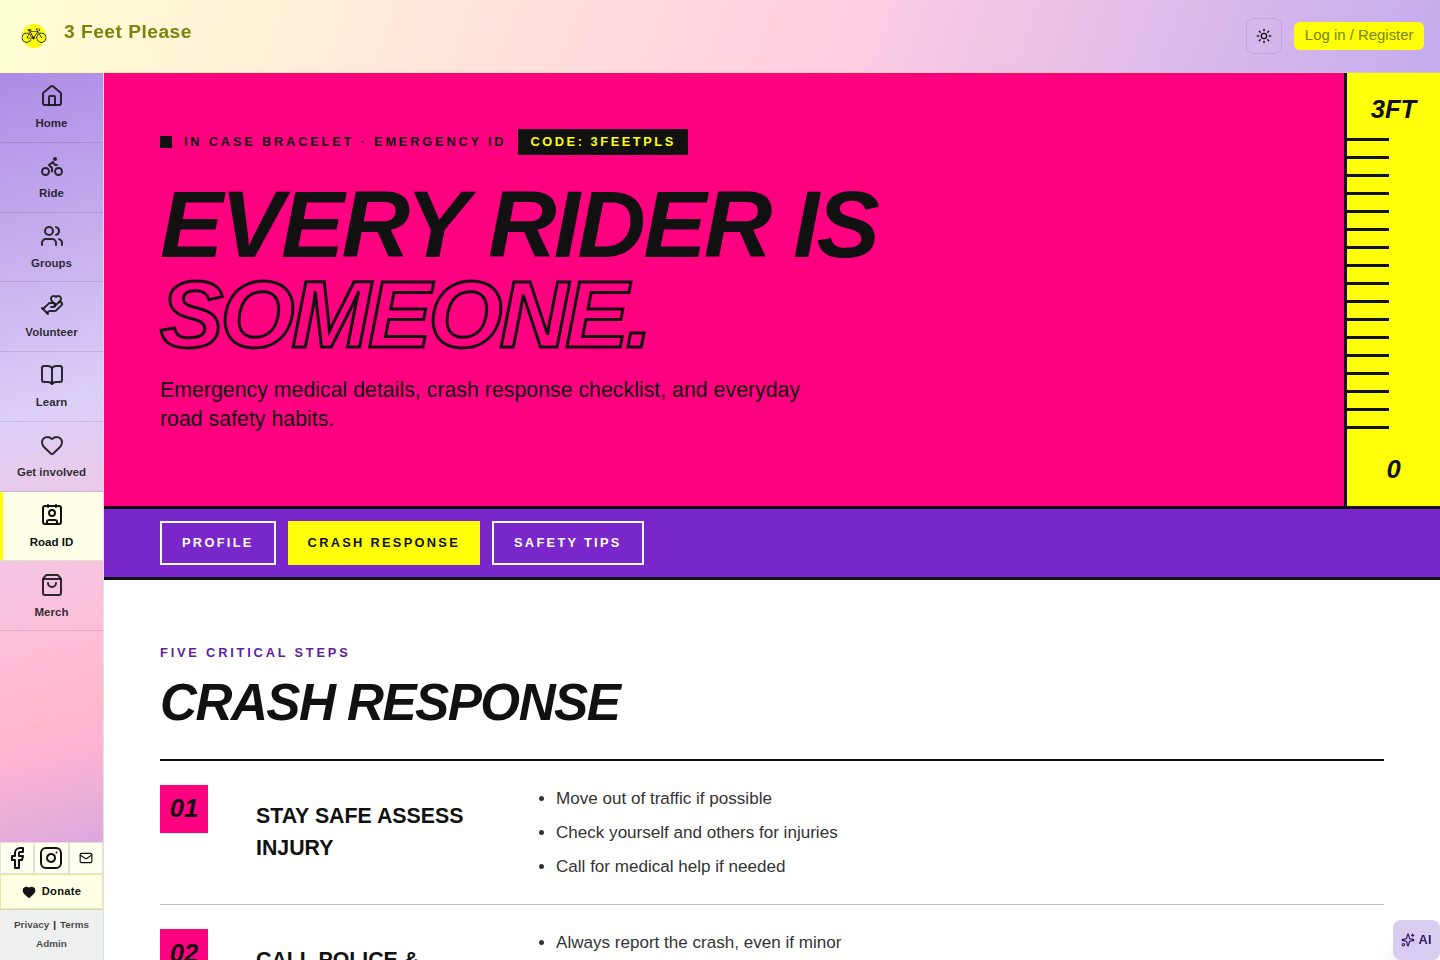 3 Feet Please
Log in / Register
Home
Ride
Groups
Volunteer
Learn
Get involved
Road ID
Merch
Donate
Privacy | Terms
Admin
IN CASE BRACELET · EMERGENCY ID
CODE: 3FEETPLS
EVERY RIDER IS
SOMEONE.
Emergency medical details, crash response checklist, and everyday
road safety habits.
3FT
0
PROFILE
CRASH RESPONSE
SAFETY TIPS
FIVE CRITICAL STEPS
CRASH RESPONSE
01
STAY SAFE ASSESS
INJURY
• Move out of traffic if possible
• Check yourself and others for injuries
• Call for medical help if needed
02
CALL POLICE &
• Always report the crash, even if minor
AI